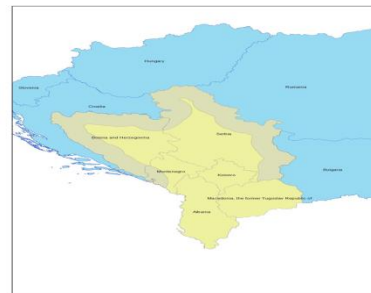 Hungary
Slovenia
Romania
Croatia
Bosnia and Herzegovina
Serbia
Bulgaria
Montenegro
Kosovo
Macedonia, the former Yugoslav Republic of
Albania